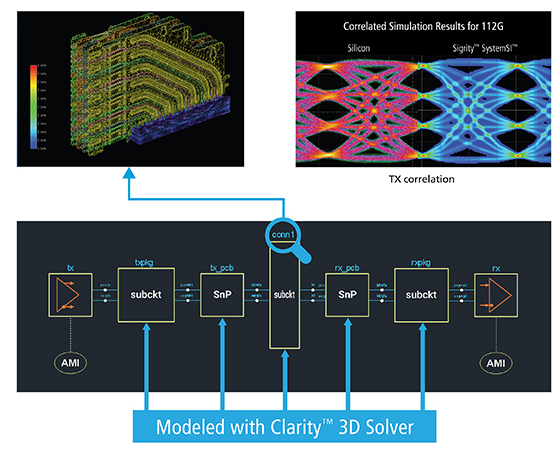 Correlated Simulation Results for 112G
Silicon
Sigrity™ SystemSI™
TX correlation
conn1
tx
txpkg
tx_pcb
rx_pcb
rxpkg
rx
subckt
SnP
subckt
SnP
subckt
AMI
AMI
Modeled with Clarity™ 3D Solver